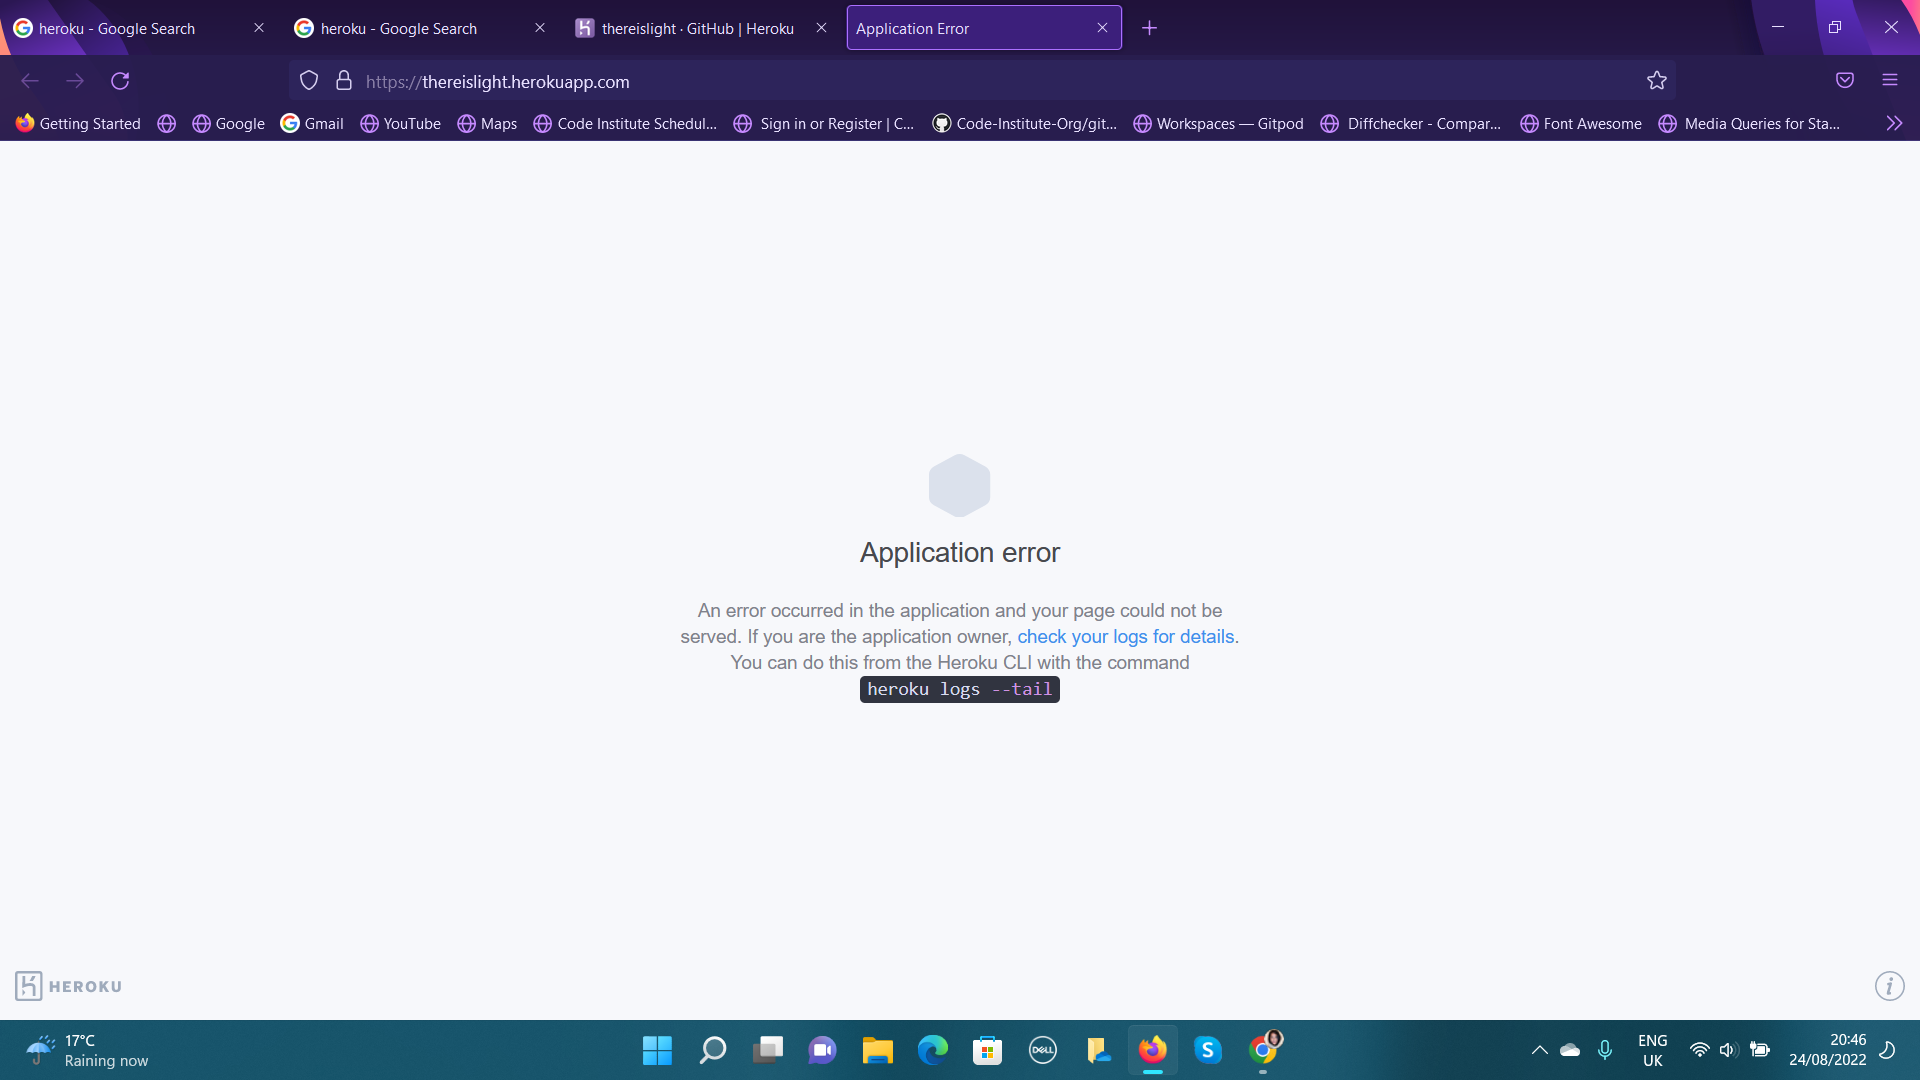 heroku - Google Search
heroku - Google Search
thereislight · GitHub | Heroku
Application Error
https://thereislight.herokuapp.com
Getting Started
Google
Gmail
YouTube
Maps
Code Institute Schedul...
Sign in or Register | C...
Code-Institute-Org/git...
Workspaces — Gitpod
Diffchecker - Compar...
Font Awesome
Media Queries for Sta...
Application error
An error occurred in the application and your page could not be
served. If you are the application owner, check your logs for details.
You can do this from the Heroku CLI with the command
heroku logs --tail
HEROKU
17°C
Raining now
DELL
ENG
UK
20:46
24/08/2022